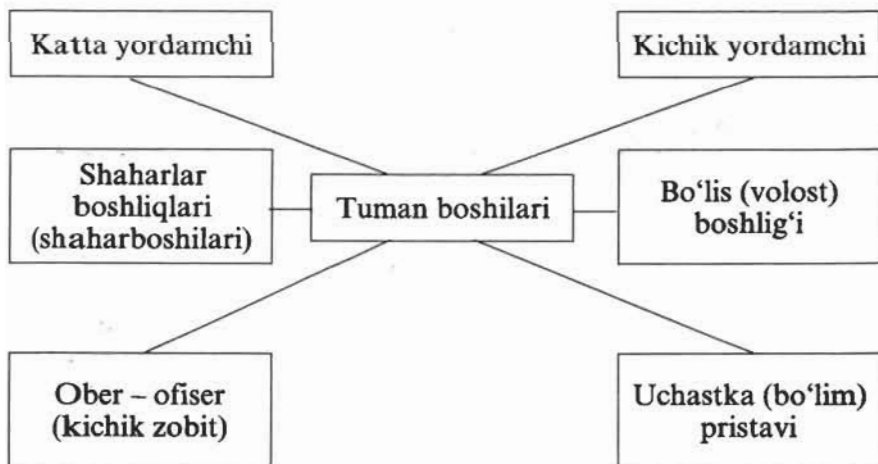 Katta yordamchi
Kichik yordamchi
Shaharlar
boshliqlari
(shaharboshilari)
Tuman boshilari
Bo‘lis (volost)
boshlig‘i
Ober – ofiser
(kichik zobit)
Uchastka (bo‘lim)
pristavi